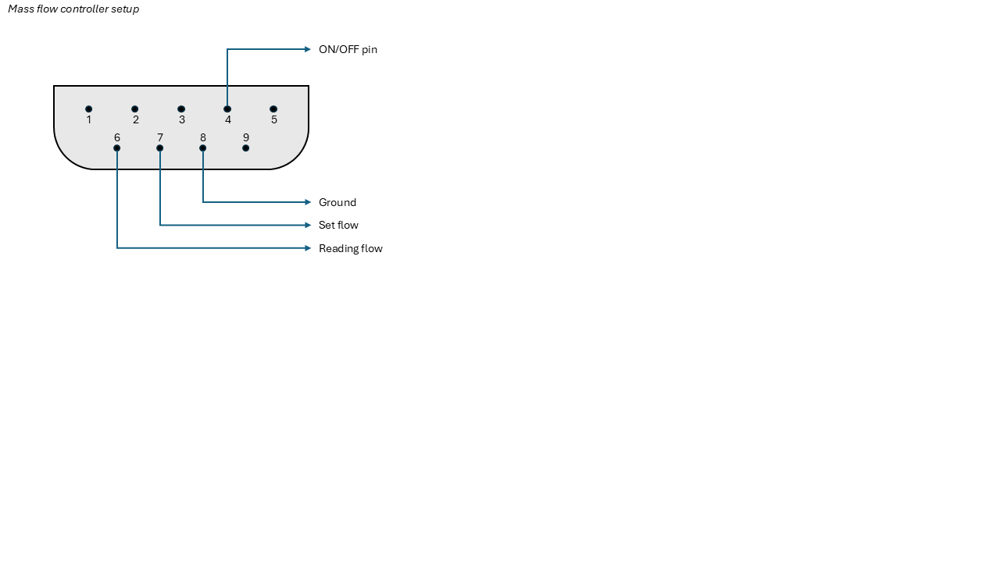 Mass flow controller setup
ON/OFF pin
1 2 3 4 5
6 7 8 9
Ground
Set flow
Reading flow